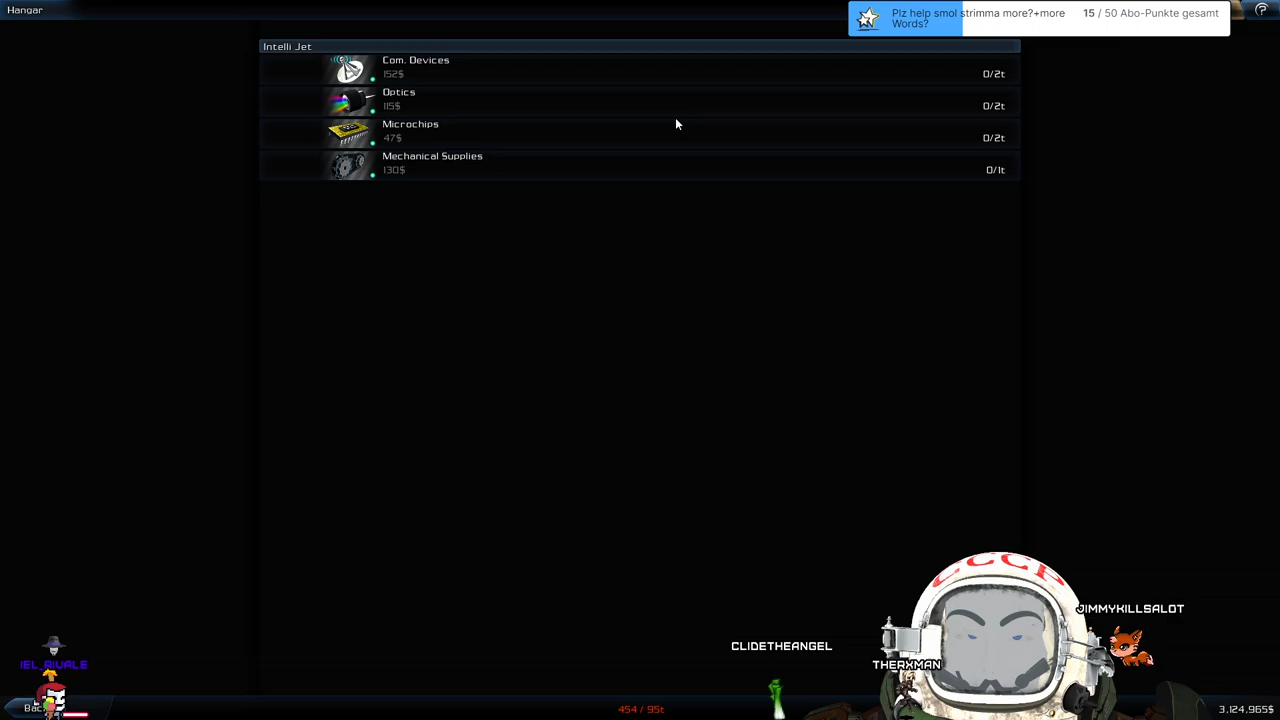 Hangar
Plz help smol strimma more?+more
Words?
15 / 50 Abo-Punkte gesamt
Intelli Jet
Com. Devices
152$
0/2t
Optics
115$
0/2t
Microchips
47$
0/2t
Mechanical Supplies
130$
0/1t
CCCP
JIMMYKILLSALOT
CLIDETHEANGEL
THERXMAN
454 / 95t
3,124,965$